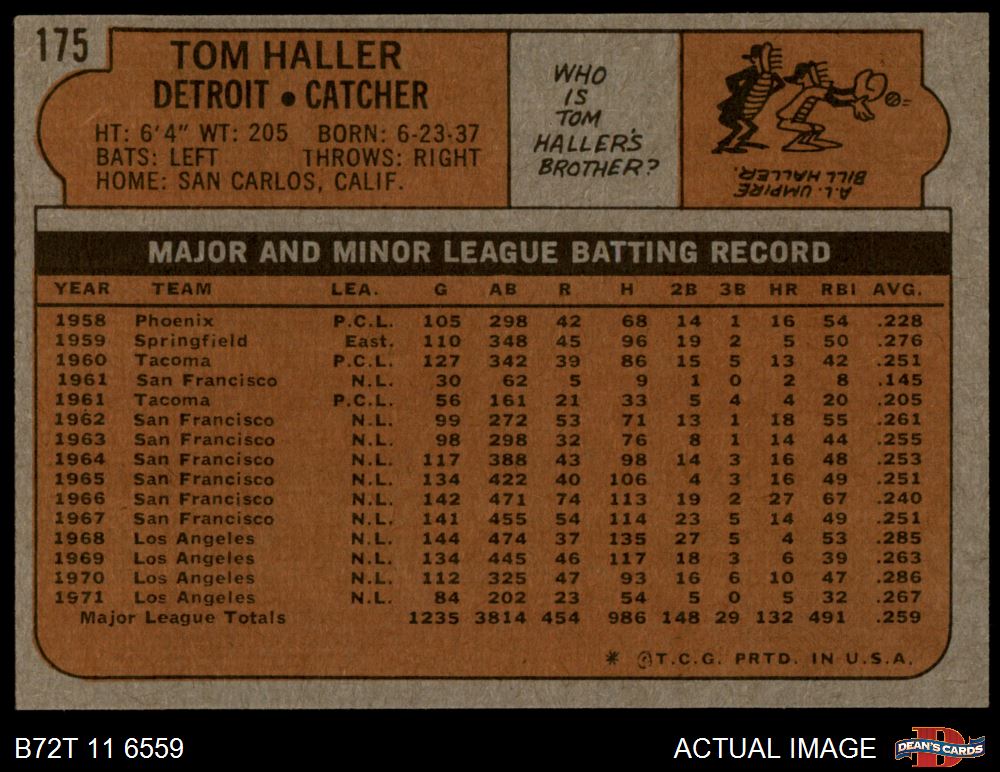 175
TOM HALLER
DETROIT • CATCHER
HT: 6'4" WT: 205 BORN: 6-23-37
BATS: LEFT THROWS: RIGHT
HOME: SAN CARLOS, CALIF.
WHO
IS
TOM
HALLER'S
BROTHER?
A.L. UMPIRE
BILL HALLER.
MAJOR AND MINOR LEAGUE BATTING RECORD
YEAR TEAM LEA. G AB R H 2B 3B HR RBI AVG.
1958 Phoenix P.C.L. 105 298 42 68 14 1 16 54 .228
1959 Springfield East. 110 348 45 96 19 2 5 50 .276
1960 Tacoma P.C.L. 127 342 39 86 15 5 13 42 .251
1961 San Francisco N.L. 30 62 5 9 1 0 2 8 .145
1961 Tacoma P.C.L. 56 161 21 33 5 4 4 20 .205
1962 San Francisco N.L. 99 272 53 71 13 1 18 55 .261
1963 San Francisco N.L. 98 298 32 76 8 1 14 44 .255
1964 San Francisco N.L. 117 388 43 98 14 3 16 48 .253
1965 San Francisco N.L. 134 422 40 106 4 3 16 49 .251
1966 San Francisco N.L. 142 471 74 113 19 2 27 67 .240
1967 San Francisco N.L. 141 455 54 114 23 5 14 49 .251
1968 Los Angeles N.L. 144 474 37 135 27 5 4 53 .285
1969 Los Angeles N.L. 134 445 46 117 18 3 6 39 .263
1970 Los Angeles N.L. 112 325 47 93 16 6 10 47 .286
1971 Los Angeles N.L. 84 202 23 54 5 0 5 32 .267
Major League Totals 1235 3814 454 986 148 29 132 491 .259
* ©T.C.G. PRTD. IN U.S.A.
B72T 11 6559
ACTUAL IMAGE
D
DEAN'S CARDS